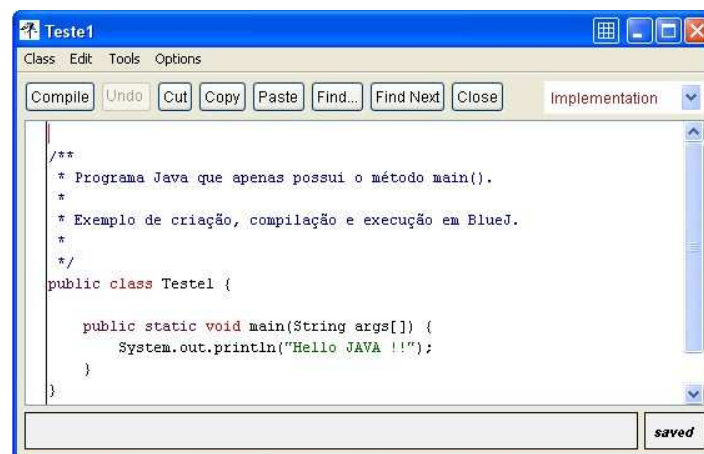 Teste1
Class Edit Tools Options
Compile Undo Cut Copy Paste Find... Find Next Close Implementation
/**
* Programa Java que apenas possui o método main().
*
* Exemplo de criação, compilação e execução em BlueJ.
*
*/
public class Teste1 {
public static void main(String args[]) {
System.out.println("Hello JAVA !!");
}
}
saved